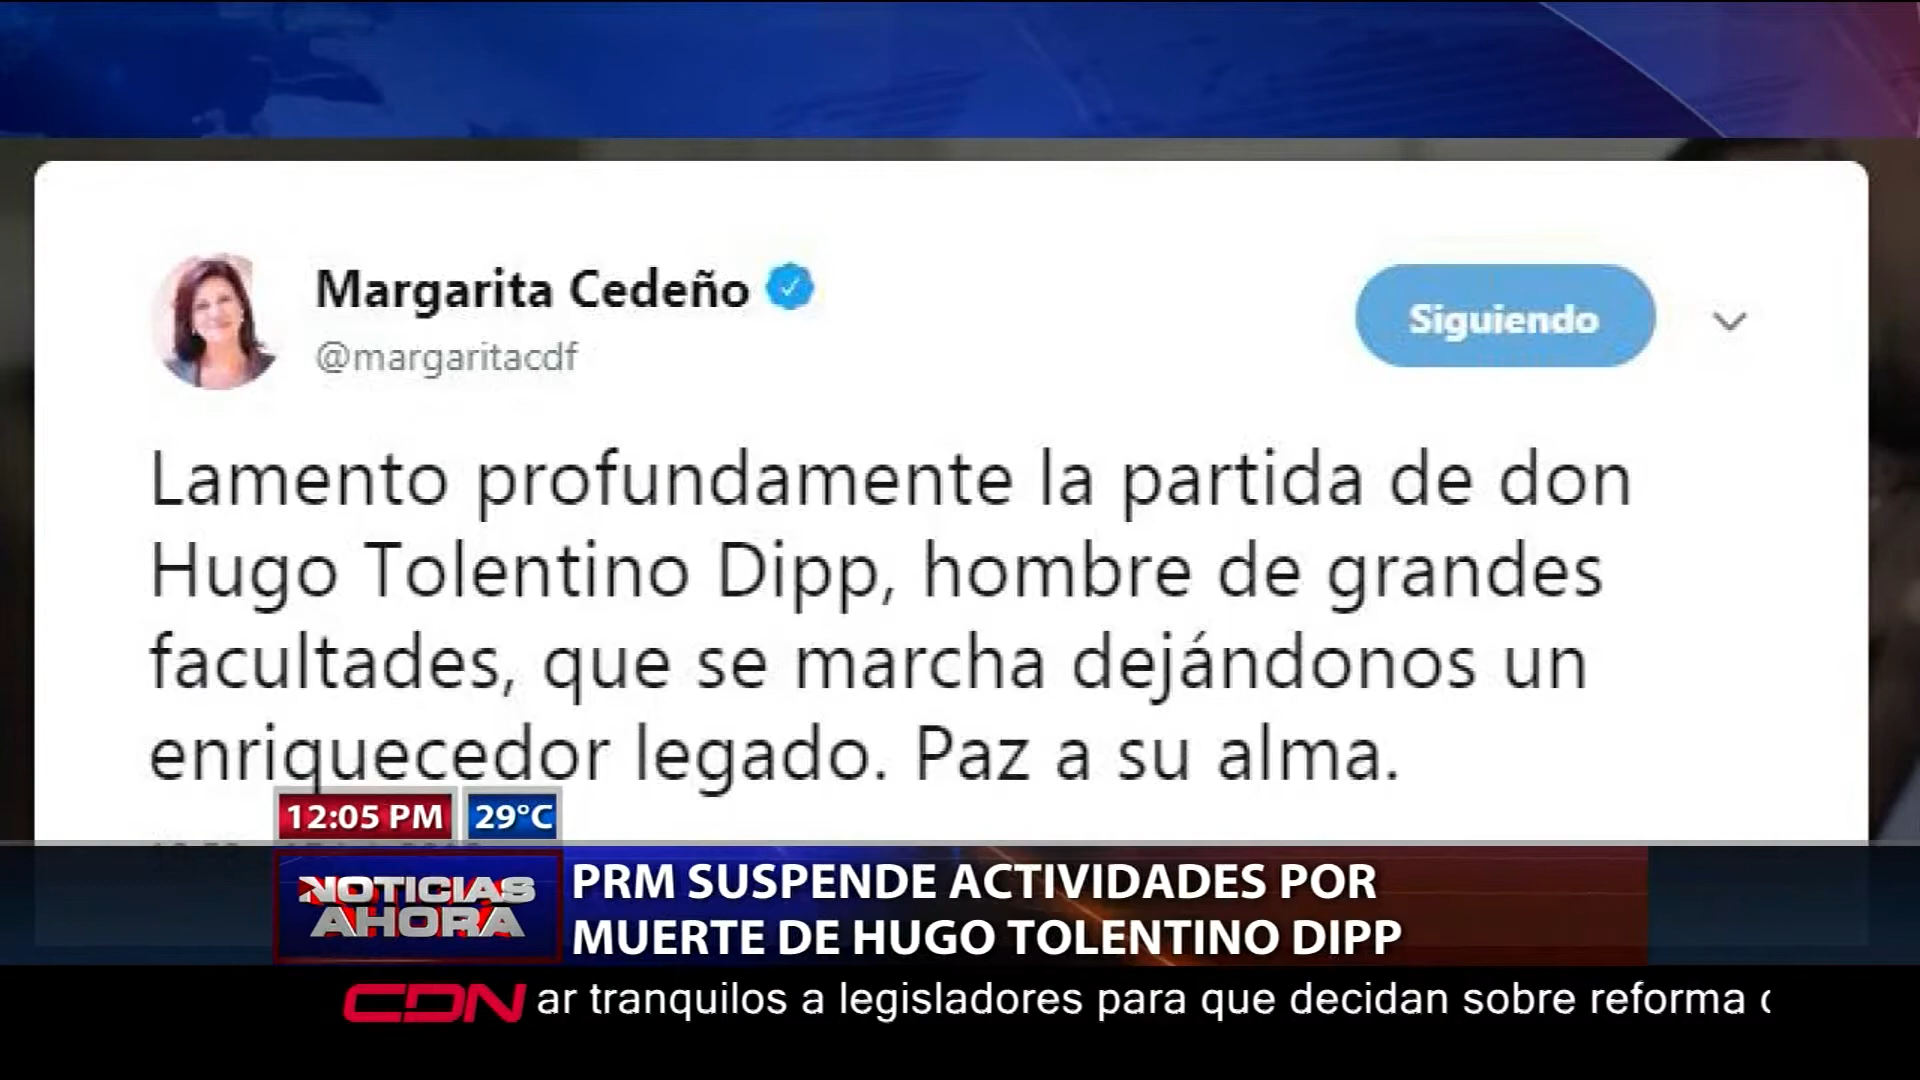 Margarita Cedeño
@margaritacdf
Siguiendo
Lamento profundamente la partida de don
Hugo Tolentino Dipp, hombre de grandes
facultades, que se marcha dejándonos un
enriquecedor legado. Paz a su alma.
12:05 PM 29°C
NOTICIAS
AHORA
PRM SUSPENDE ACTIVIDADES POR
MUERTE DE HUGO TOLENTINO DIPP
CDN ar tranquilos a legisladores para que decidan sobre reforma